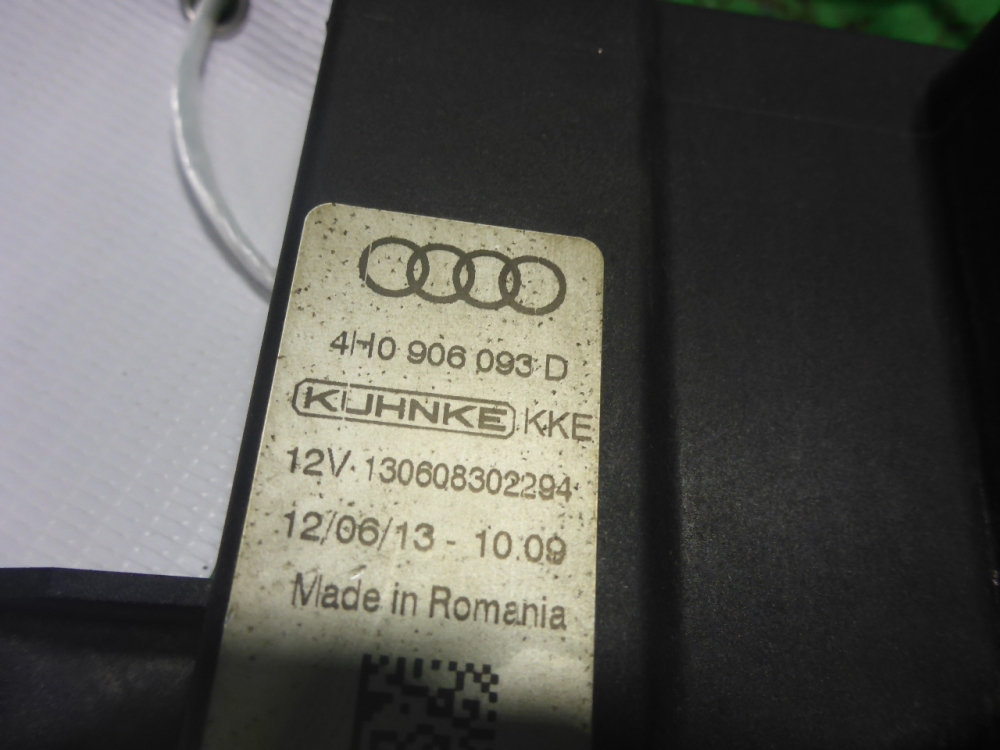 4H0 906 093 D
KUHNKE KKE
12V 130608302294
12/06/13 - 10.09
Made in Romania